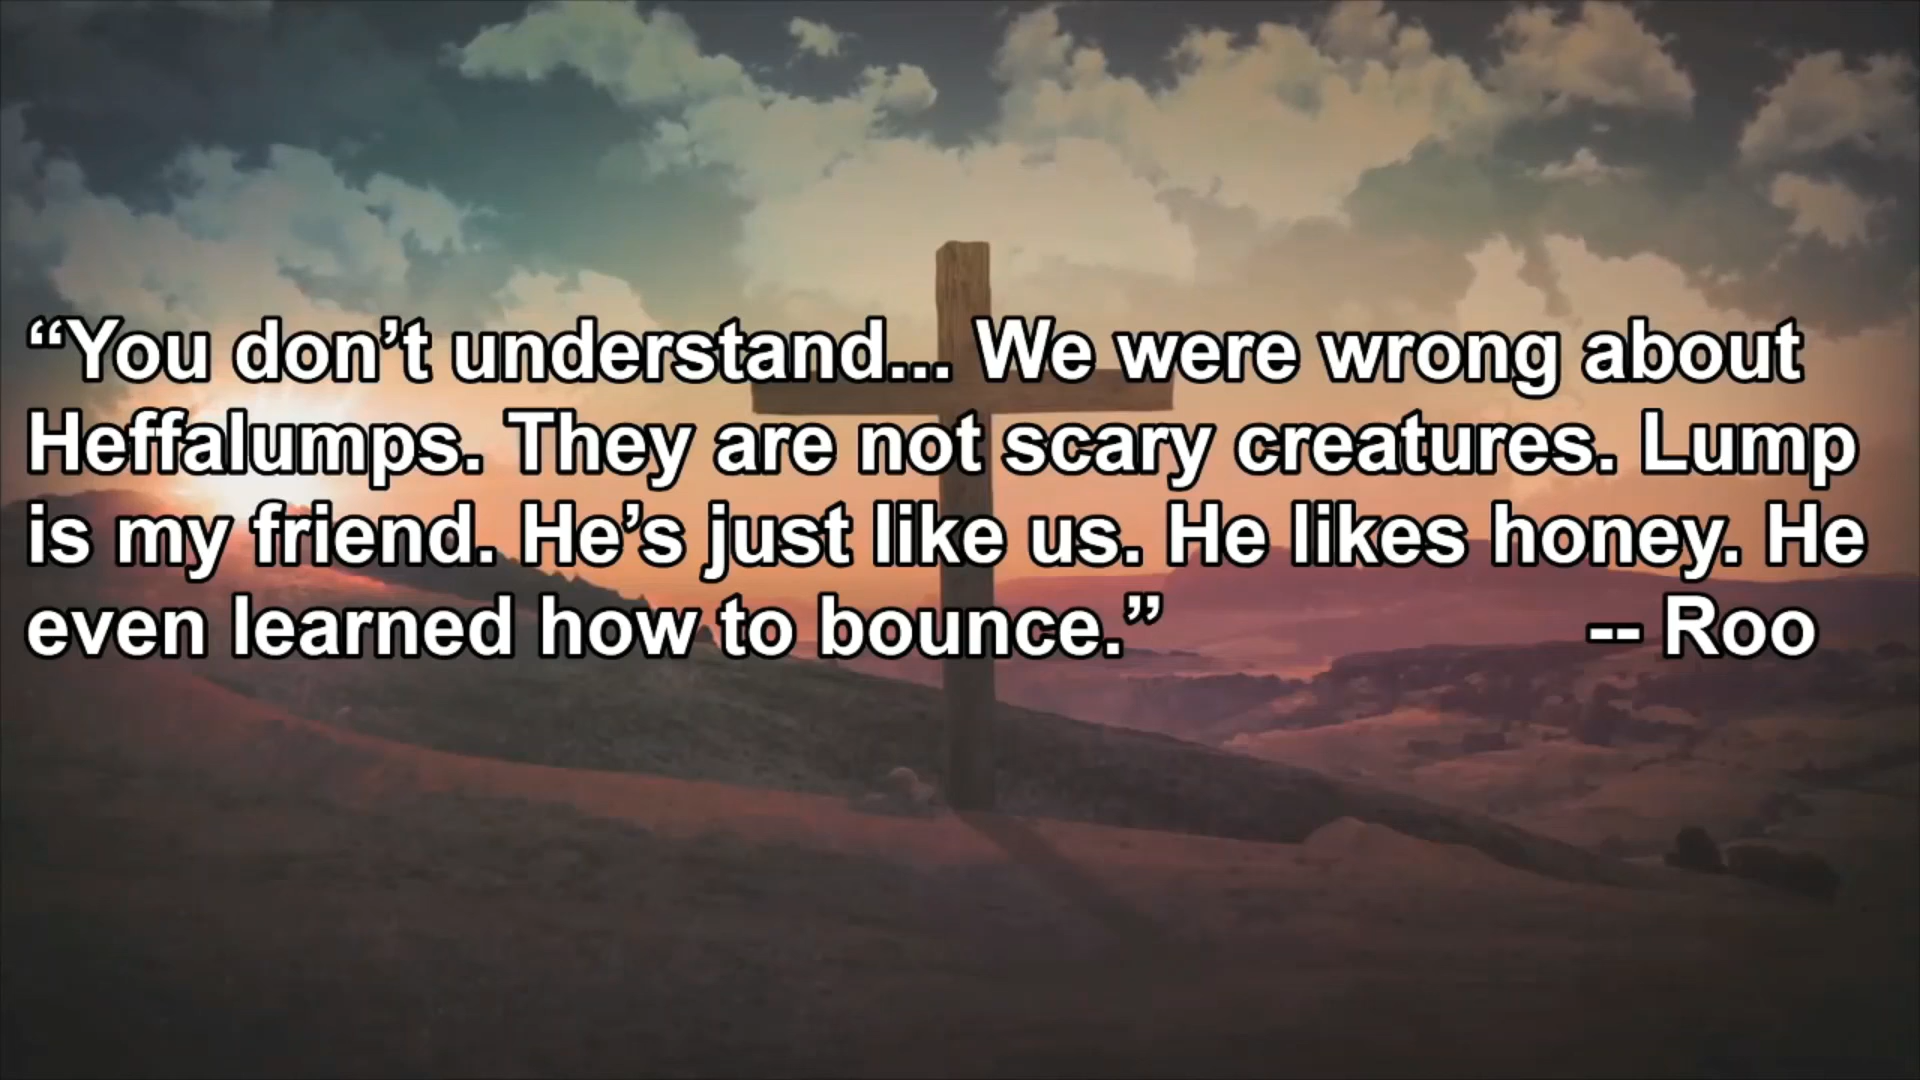 “You don’t understand... We were wrong about
Heffalumps. They are not scary creatures. Lump
is my friend. He’s just like us. He likes honey. He
even learned how to bounce.” -- Roo